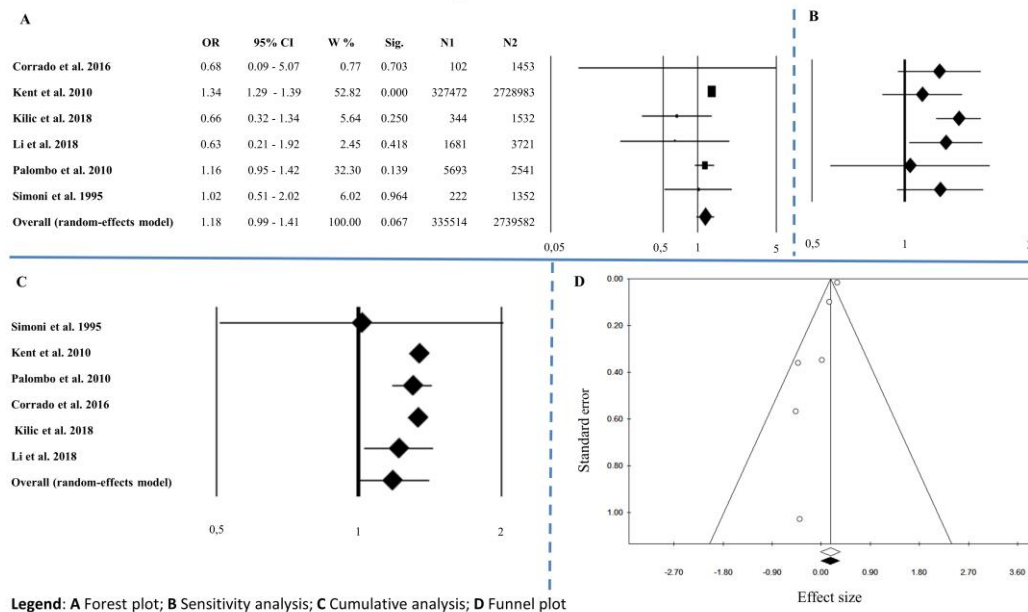 A
OR 95% CI W % Sig. N1 N2
Corrado et al. 2016 0.68 0.09 - 5.07 0.77 0.703 102 1453
Kent et al. 2010 1.34 1.29 - 1.39 52.82 0.000 327472 2728983
Kilic et al. 2018 0.66 0.32 - 1.34 5.64 0.250 344 1532
Li et al. 2018 0.63 0.21 - 1.92 2.45 0.418 1681 3721
Palombo et al. 2010 1.16 0.95 - 1.42 32.30 0.139 5693 2541
Simoni et al. 1995 1.02 0.51 - 2.02 6.02 0.964 222 1352
Overall (random-effects model) 1.18 0.99 - 1.41 100.00 0.067 335514 2739582
0,05 0,5 1 5
B
0,5 1 2
C
Simoni et al. 1995
Kent et al. 2010
Palombo et al. 2010
Corrado et al. 2016
Kilic et al. 2018
Li et al. 2018
Overall (random-effects model)
0,5 1 2
D
Standard error
0.00
0.20
0.40
0.60
0.80
1.00
-2.70 -1.80 -0.90 0.00 0.90 1.80 2.70 3.60
Effect size
Legend: A Forest plot; B Sensitivity analysis; C Cumulative analysis; D Funnel plot